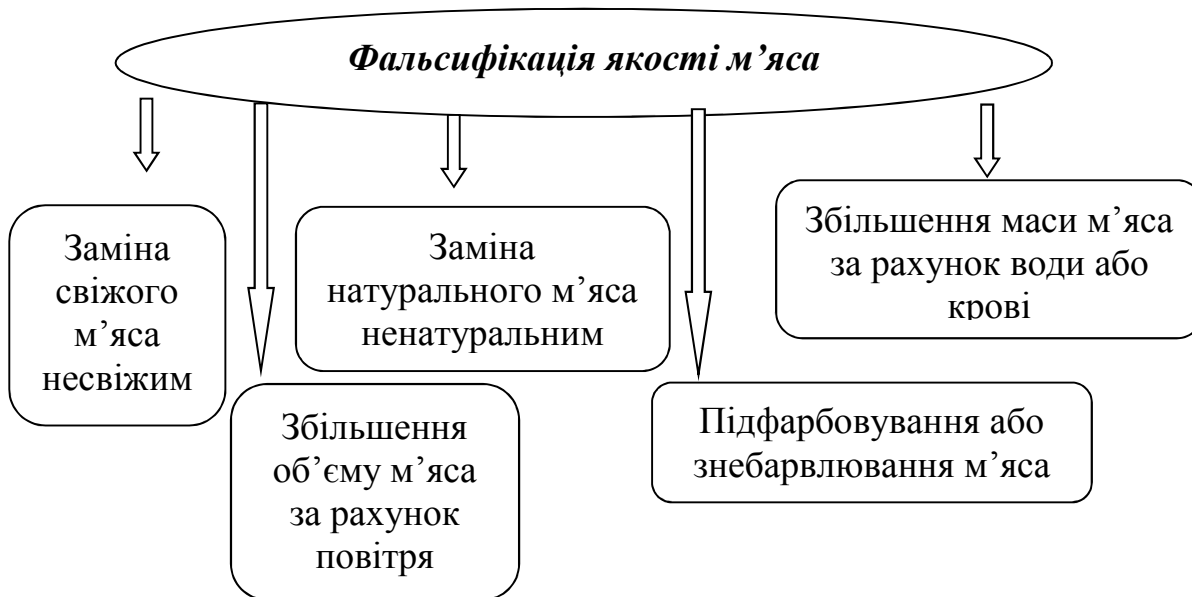 Фальсифікація якості м’яса
Заміна
свіжого
м’яса
несвіжим
Збільшення
об’єму м’яса
за рахунок
повітря
Заміна
натурального м’яса
ненатуральним
Підфарбовування або
знебарвлювання м’яса
Збільшення маси м’яса
за рахунок води або
крові